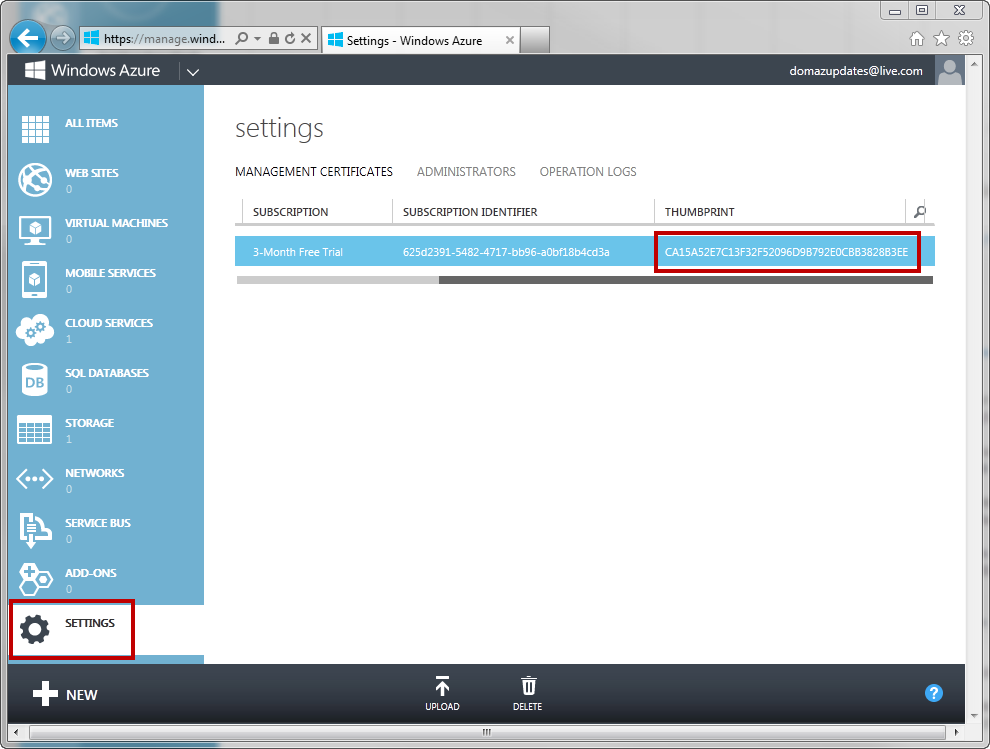 https://manage.wind...
Settings - Windows Azure
Windows Azure
domazupdates@live.com
ALL ITEMS
WEB SITES
0
VIRTUAL MACHINES
0
MOBILE SERVICES
0
CLOUD SERVICES
1
SQL DATABASES
0
DB
STORAGE
1
NETWORKS
0
SERVICE BUS
0
ADD-ONS
0
SETTINGS
settings
MANAGEMENT CERTIFICATES ADMINISTRATORS OPERATION LOGS
SUBSCRIPTION SUBSCRIPTION IDENTIFIER THUMBPRINT
3-Month Free Trial 625d2391-5482-4717-bb96-a0bf18b4cd3a CA15A52E7C13F32F52096D9B792E0CBB3828B3EE
NEW
UPLOAD
DELETE
?